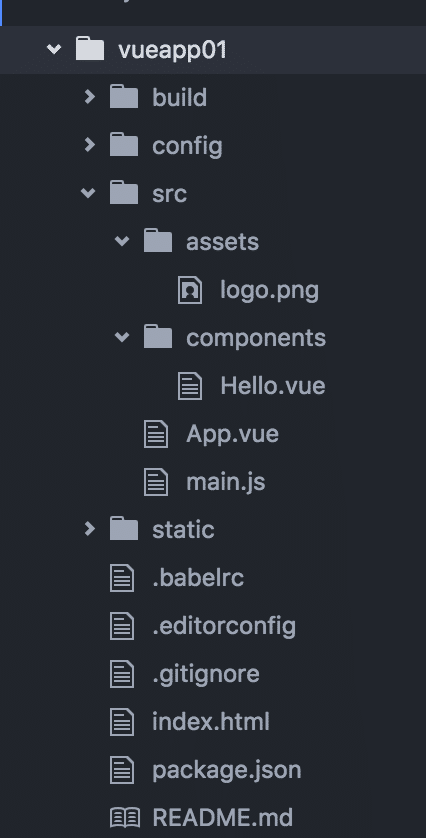 vueapp01
build
config
src
assets
logo.png
components
Hello.vue
App.vue
main.js
static
.babelrc
.editorconfig
.gitignore
index.html
package.json
README.md